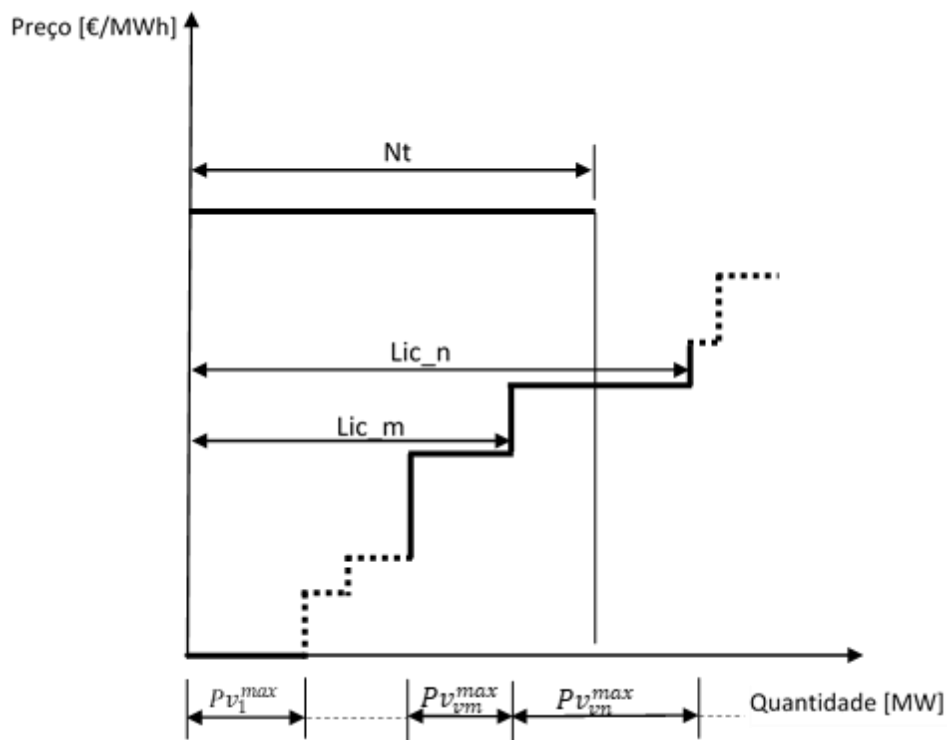 Preço [€/MWh]
Nt
Lic_n
Lic_m
Pv₁ᵐᵃˣ
Pvᵥₘᵐᵃˣ
Pvᵥₙᵐᵃˣ
Quantidade [MW]